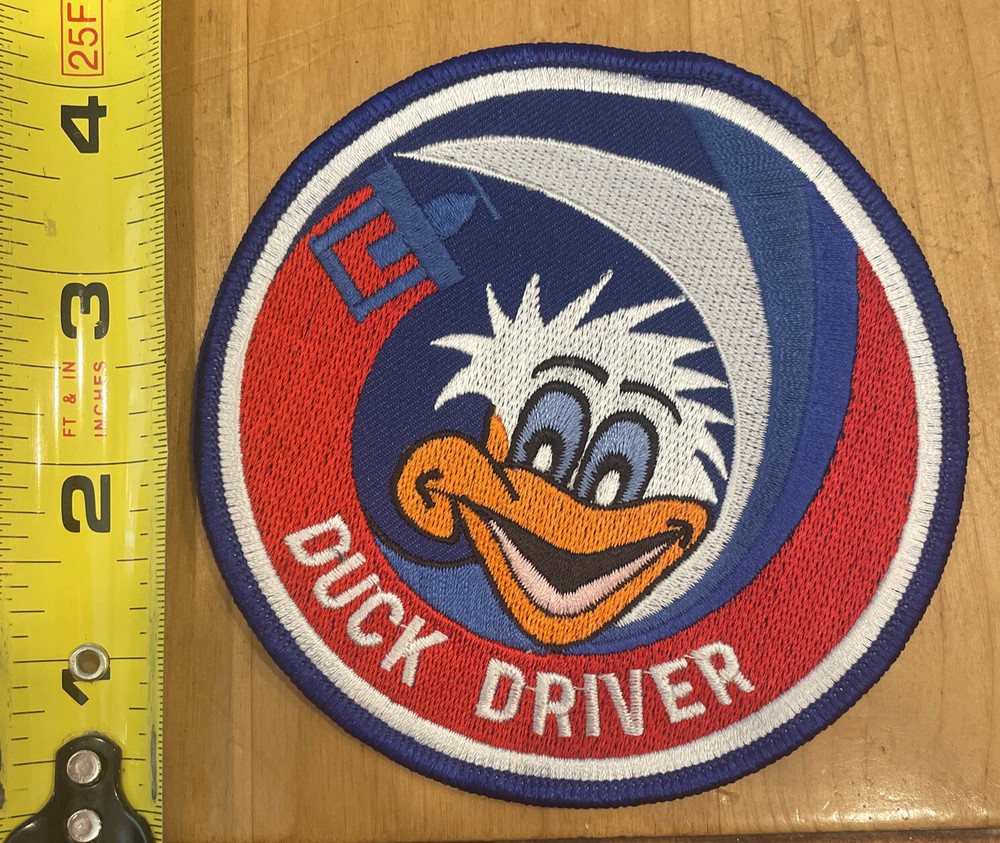 25F
4
3
FT & IN
INCHES
2
1
DUCK DRIVER